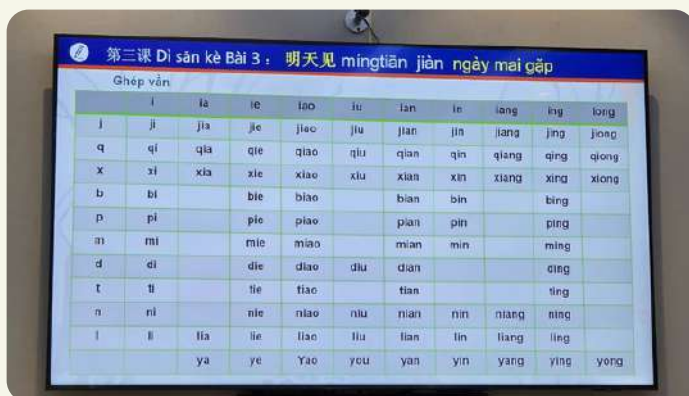 第三课 Dì sān kè Bài 3 : 明天见 míngtiān jiàn ngày mai gặp
Ghép vần
i ia ie iao iu ian in iang ing iong
j ji jia jie jiao jiu jian jin jiang jing jiong
q qi qia qie qiao qiu qian qin qiang qing qiong
x xi xia xie xiao xiu xian xin xiang xing xiong
b bi bie biao bian bin bing
p pi pie piao pian pin ping
m mi mie miao mian min ming
d di die diao diu dian ding
t ti tie tiao tian ting
n ni nie niao niu nian nin niang ning
l li lia lie liao liu lian lin liang ling
ya ye Yao you yan yin yang ying yong